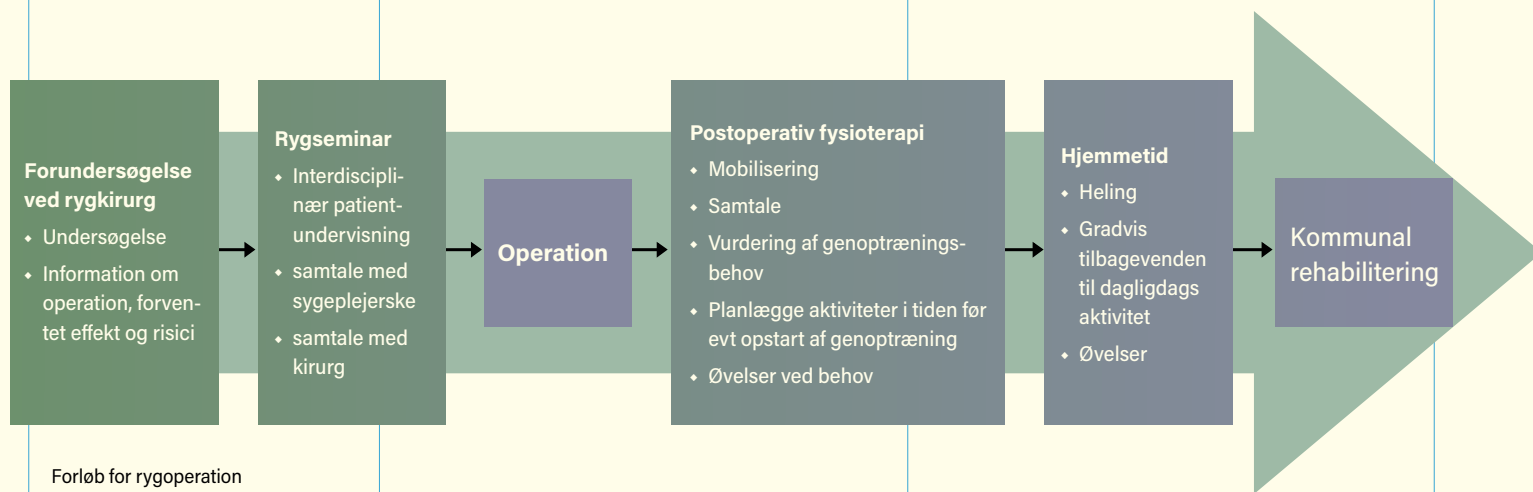 Forundersøgelse
ved rygkirurg
• Undersøgelse
• Information om
operation, forven-
tet effekt og risici
Rygseminar
• Interdiscipli-
nær patient-
undervisning
• samtale med
sygeplejerske
• samtale med
kirurg
Operation
Postoperativ fysioterapi
• Mobilisering
• Samtale
• Vurdering af genoptrænings-
behov
• Planlægge aktiviteter i tiden før
evt opstart af genoptræning
• Øvelser ved behov
Hjemmetid
• Heling
• Gradvis
tilbagevenden
til dagligdags
aktivitet
• Øvelser
Kommunal
rehabilitering
Forløb for rygoperation